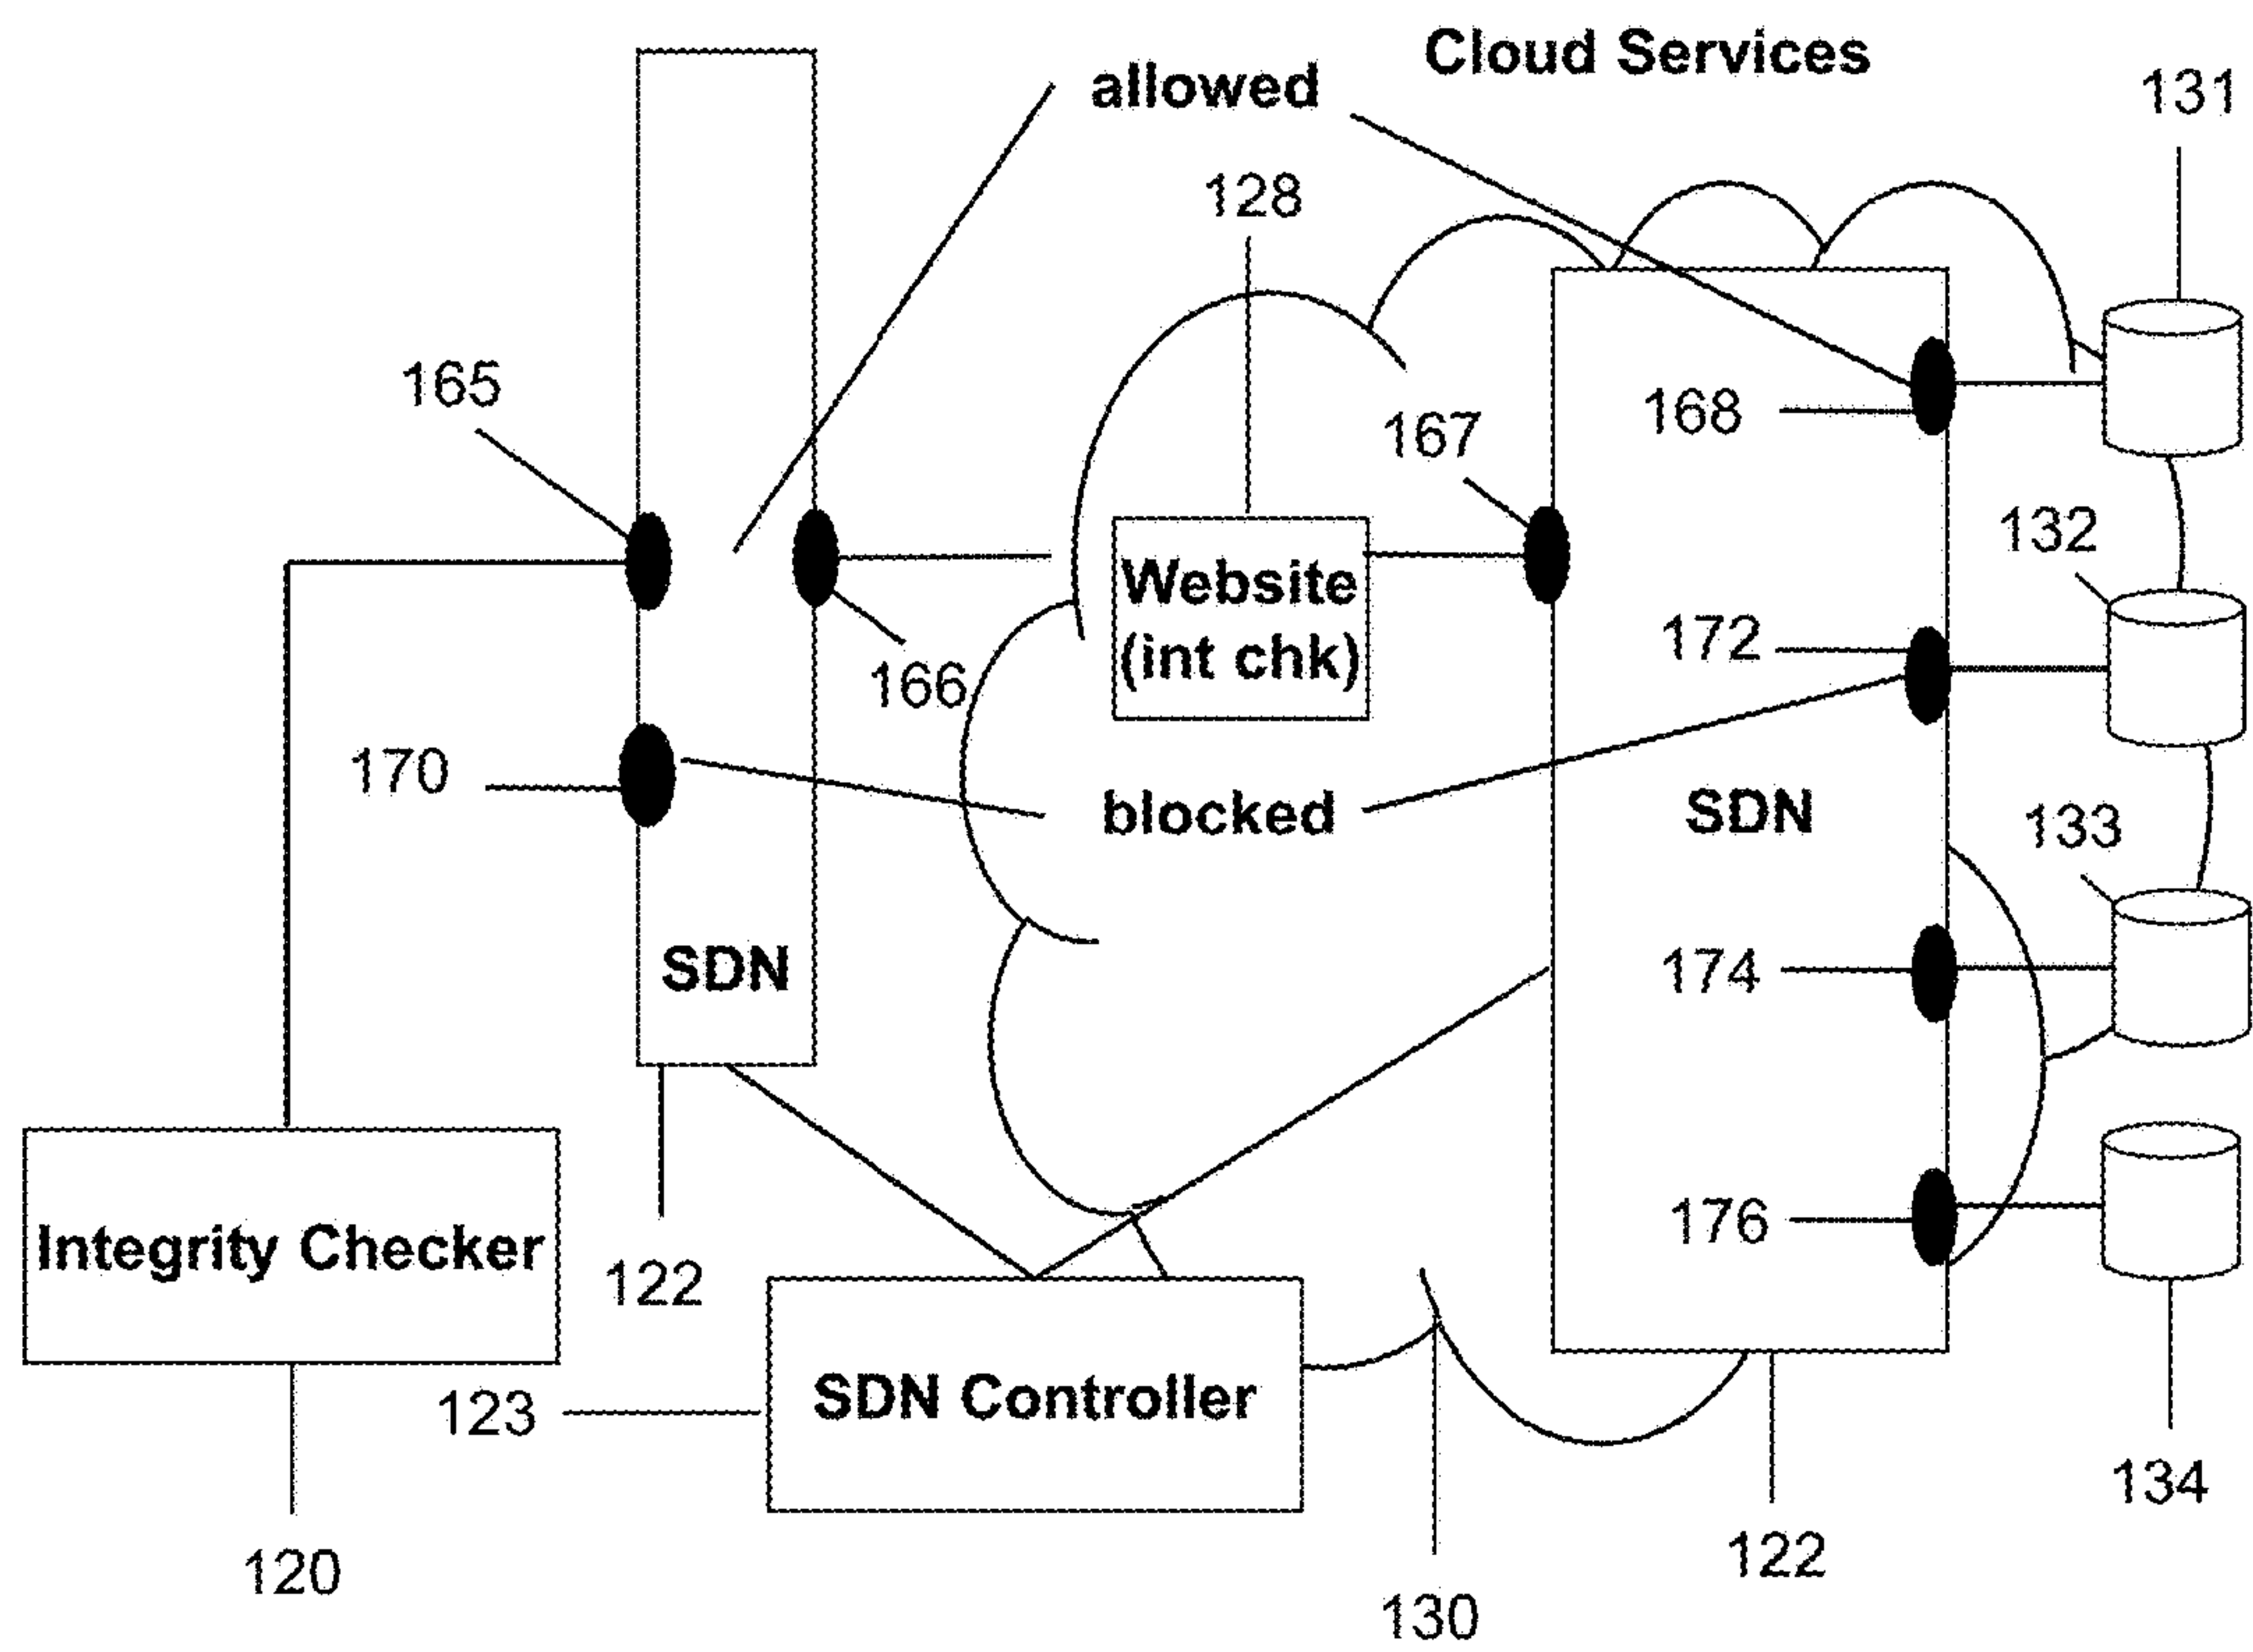 Cloud Services
allowed
131
128
165
167
168
132
Website
(int chk)
172
166
170
blocked
SDN
133
SDN
174
176
Integrity Checker
122
SDN Controller
123
134
120
122
130